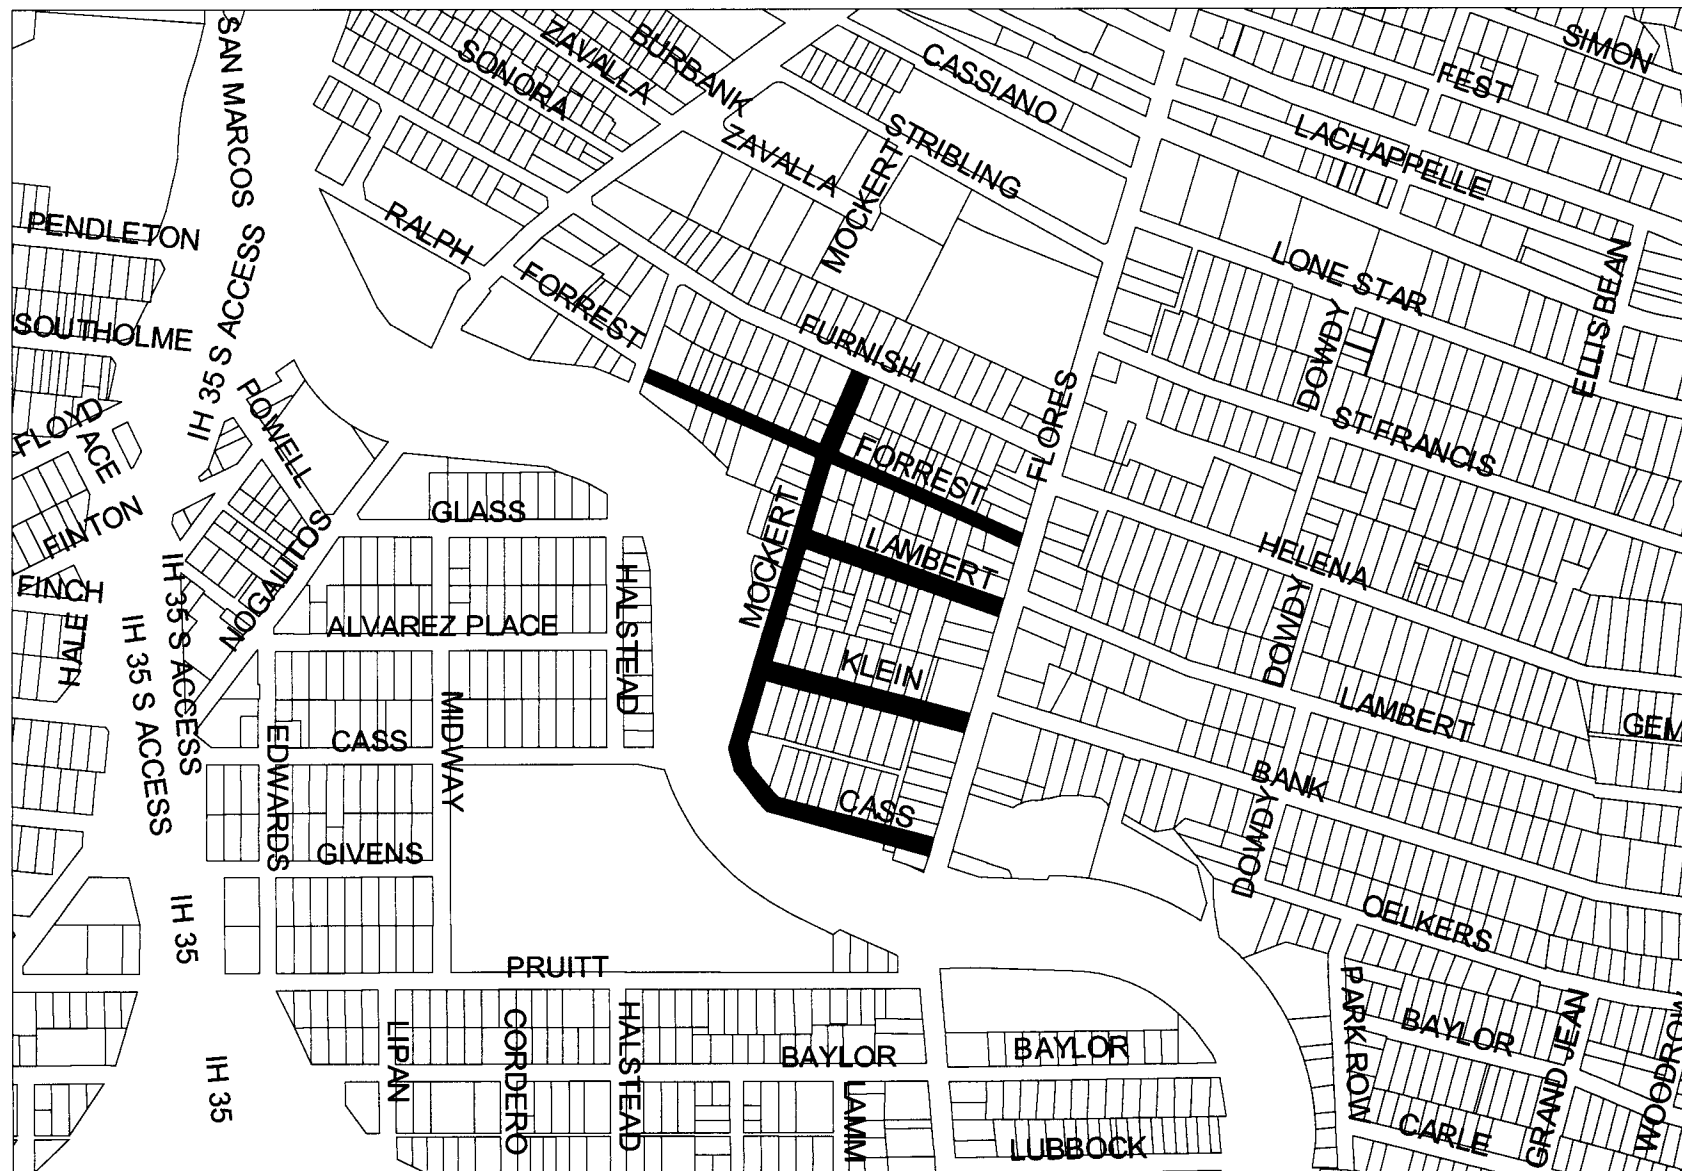 SAN MARCOS
ZAVALLA
BURBANK
SONORA
CASSIANO
SIMON
FEST
STRIBLING
LACHAPPELLE
ZAVALLA
MOCKERT
PENDLETON
RALPH
IH 35 S ACCESS
FORREST
LONE STAR
ELLIS BEAN
SOUTHOLME
FURNISH
DOWDY
POWELL
FLOYD
ACE
FLORES
ST FRANCIS
FORREST
GLASS
FINTON
MOCKERT
LAMBERT
HELENA
NOGALITOS
FINCH
HALE
IH 35 S ACCESS
IH 35 S ACCESS
ALVAREZ PLACE
HALSTEAD
DOWDY
KLEIN
LAMBERT
GEM
EDWARDS
CASS
MIDWAY
BANK
CASS
DOWDY
GIVENS
IH 35
OELKERS
PRUITT
PARK ROW
LIPAN
CORDERO
HALSTEAD
BAYLOR
BAYLOR
BAYLOR
GRAND JEAN
WOODROW
IH 35
LAMM
LUBBOCK
CARLE